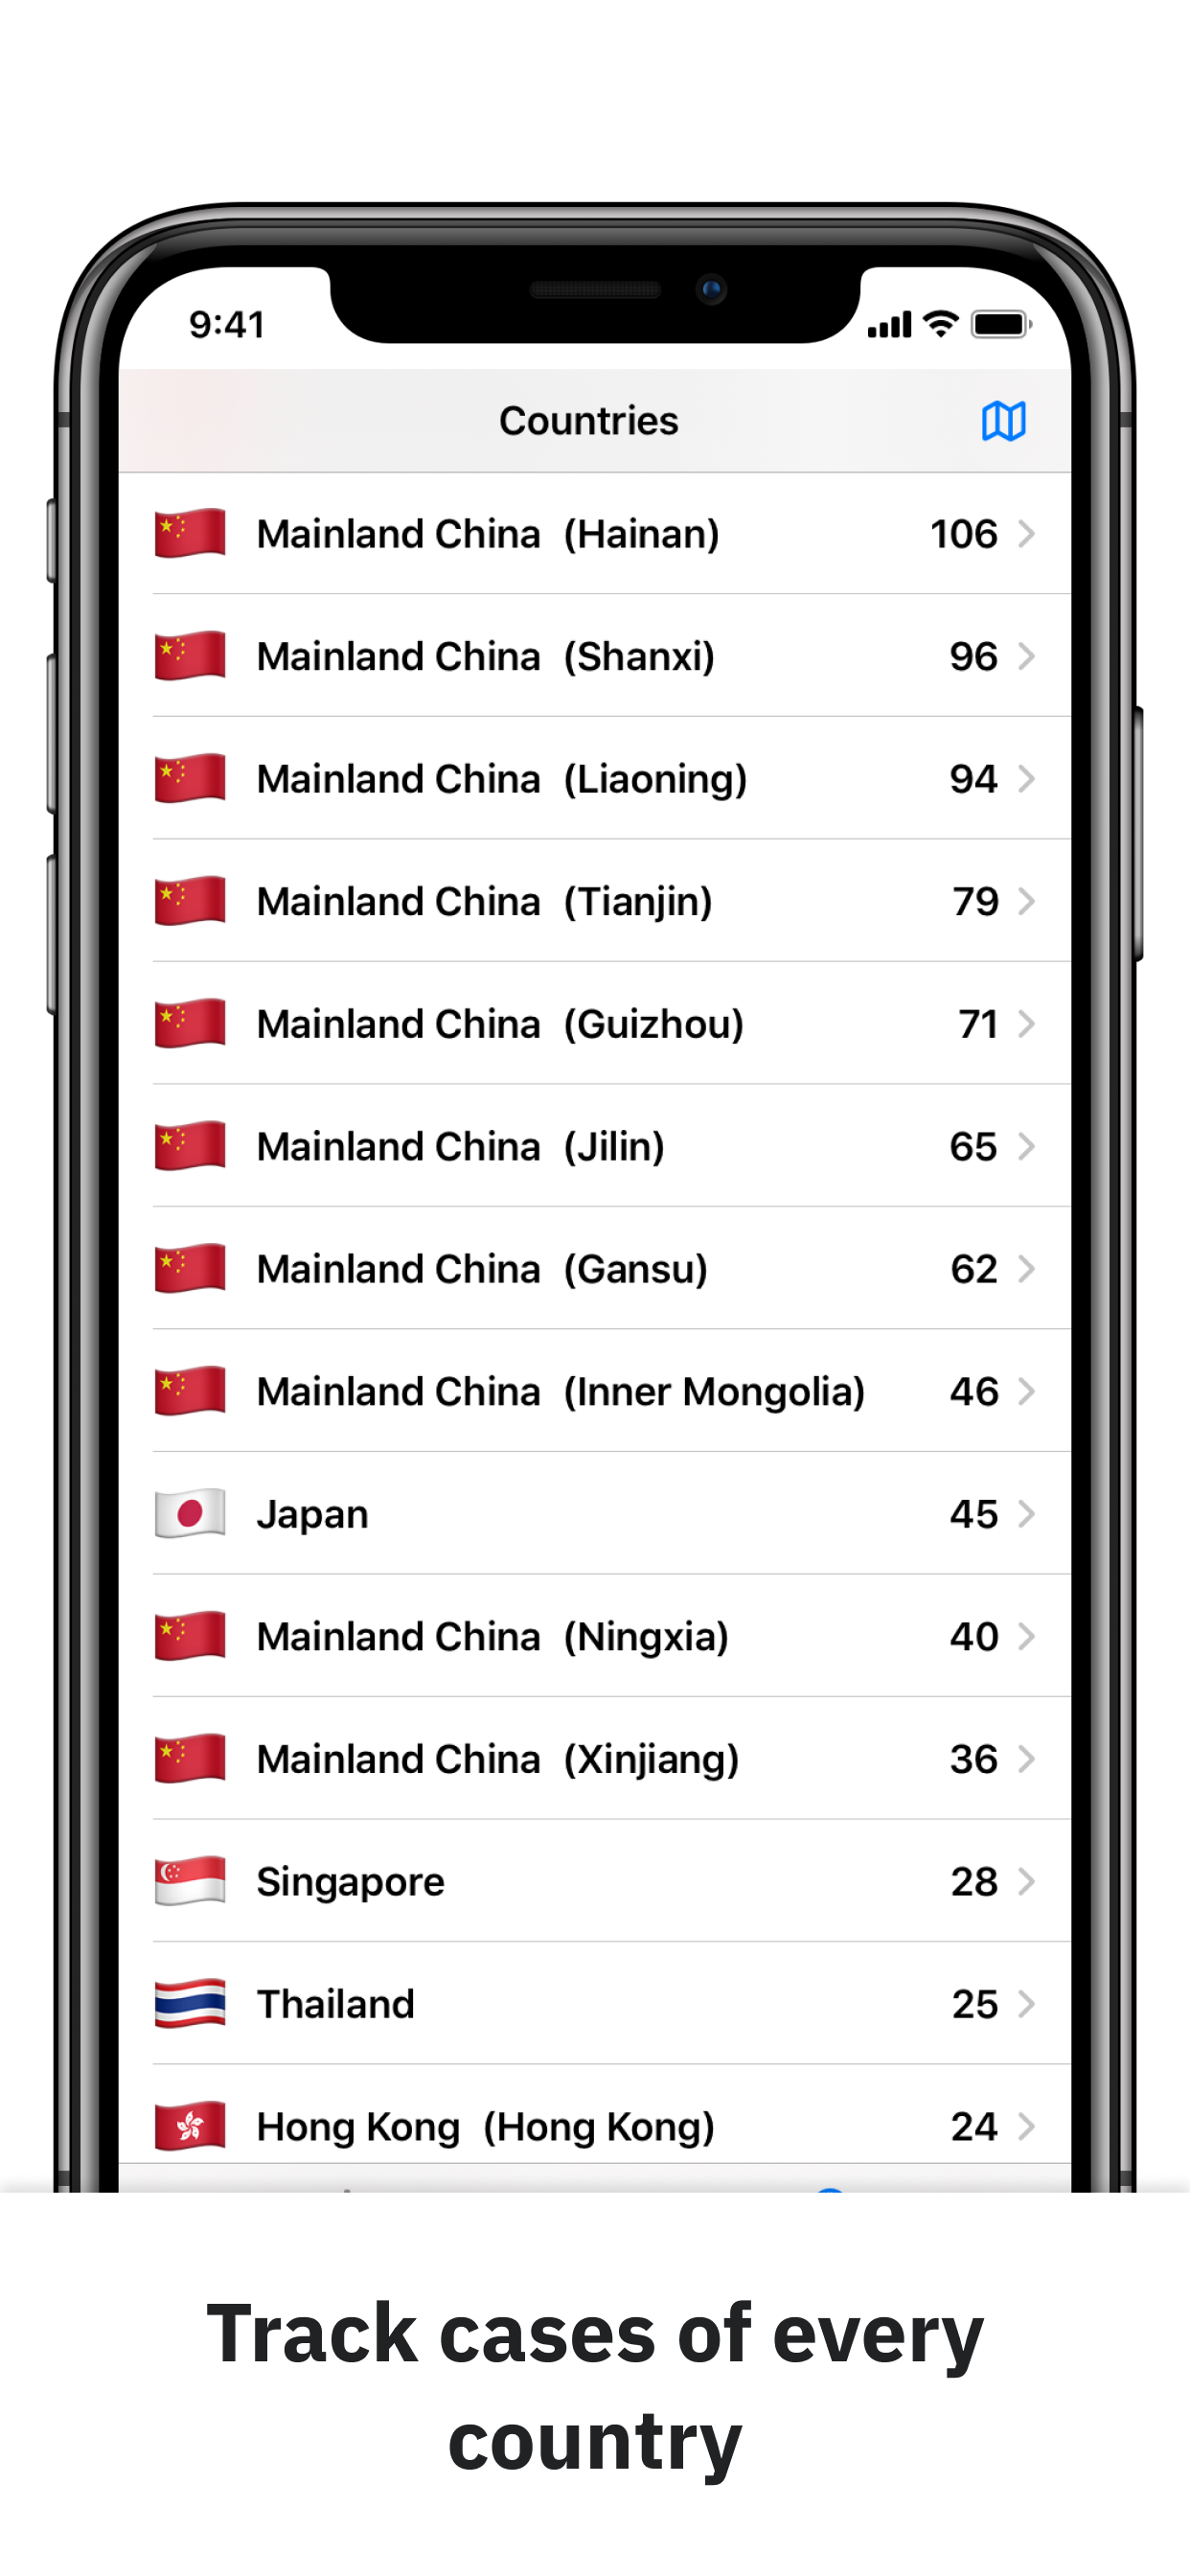 9:41
Countries
Mainland China (Hainan) 106
Mainland China (Shanxi) 96
Mainland China (Liaoning) 94
Mainland China (Tianjin) 79
Mainland China (Guizhou) 71
Mainland China (Jilin) 65
Mainland China (Gansu) 62
Mainland China (Inner Mongolia) 46
Japan 45
Mainland China (Ningxia) 40
Mainland China (Xinjiang) 36
Singapore 28
Thailand 25
Hong Kong (Hong Kong) 24
Track cases of every
country